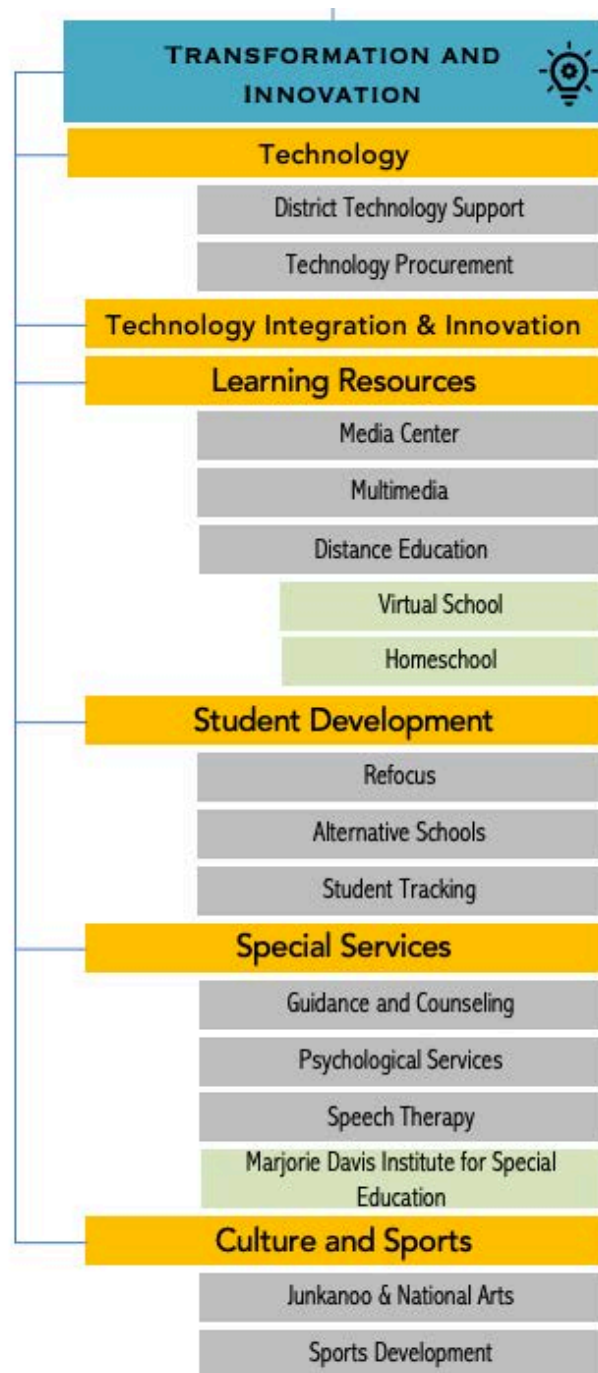 TRANSFORMATION AND
INNOVATION
Technology
District Technology Support
Technology Procurement
Technology Integration & Innovation
Learning Resources
Media Center
Multimedia
Distance Education
Virtual School
Homeschool
Student Development
Refocus
Alternative Schools
Student Tracking
Special Services
Guidance and Counseling
Psychological Services
Speech Therapy
Marjorie Davis Institute for Special
Education
Culture and Sports
Junkanoo & National Arts
Sports Development